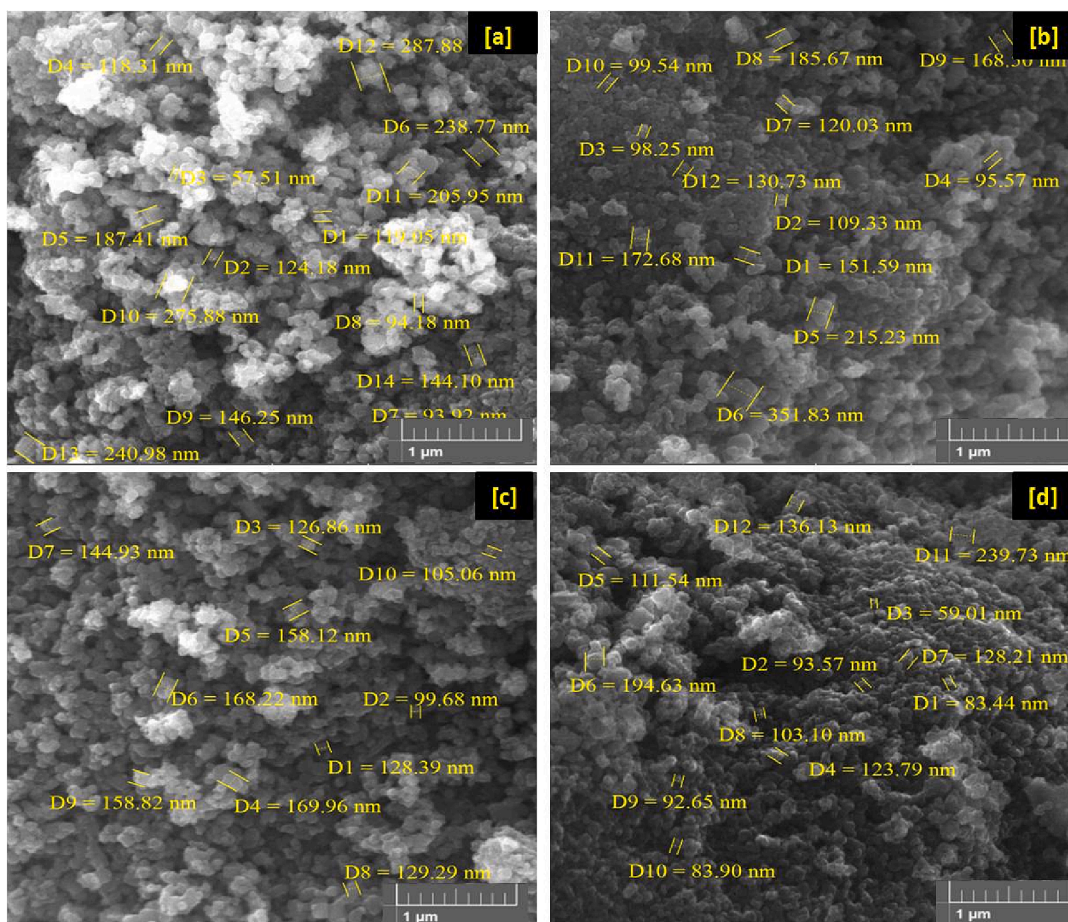 [a]
D12 = 287.88
D4 = 118.31 nm
D6 = 238.77 nm
D3 = 57.51 nm
D11 = 205.95 nm
D5 = 187.41 nm
D1 = 119.05 nm
D2 = 124.18 nm
D10 = 275.88 nm
D8 = 94.18 nm
D14 = 144.10 nm
D9 = 146.25 nm
D7 = 93.92 nm
D13 = 240.98 nm
1 µm
[b]
D8 = 185.67 nm
D9 = 168.50 nm
D10 = 99.54 nm
D7 = 120.03 nm
D3 = 98.25 nm
D12 = 130.73 nm
D4 = 95.57 nm
D2 = 109.33 nm
D11 = 172.68 nm
D1 = 151.59 nm
D5 = 215.23 nm
D6 = 351.83 nm
1 µm
[c]
D3 = 126.86 nm
D7 = 144.93 nm
D10 = 105.06 nm
D5 = 158.12 nm
D6 = 168.22 nm
D2 = 99.68 nm
D1 = 128.39 nm
D9 = 158.82 nm
D4 = 169.96 nm
D8 = 129.29 nm
1 µm
[d]
D12 = 136.13 nm
D11 = 239.73 nm
D5 = 111.54 nm
D3 = 59.01 nm
D7 = 128.21 nm
D2 = 93.57 nm
D6 = 194.63 nm
D1 = 83.44 nm
D8 = 103.10 nm
D4 = 123.79 nm
D9 = 92.65 nm
D10 = 83.90 nm
1 µm